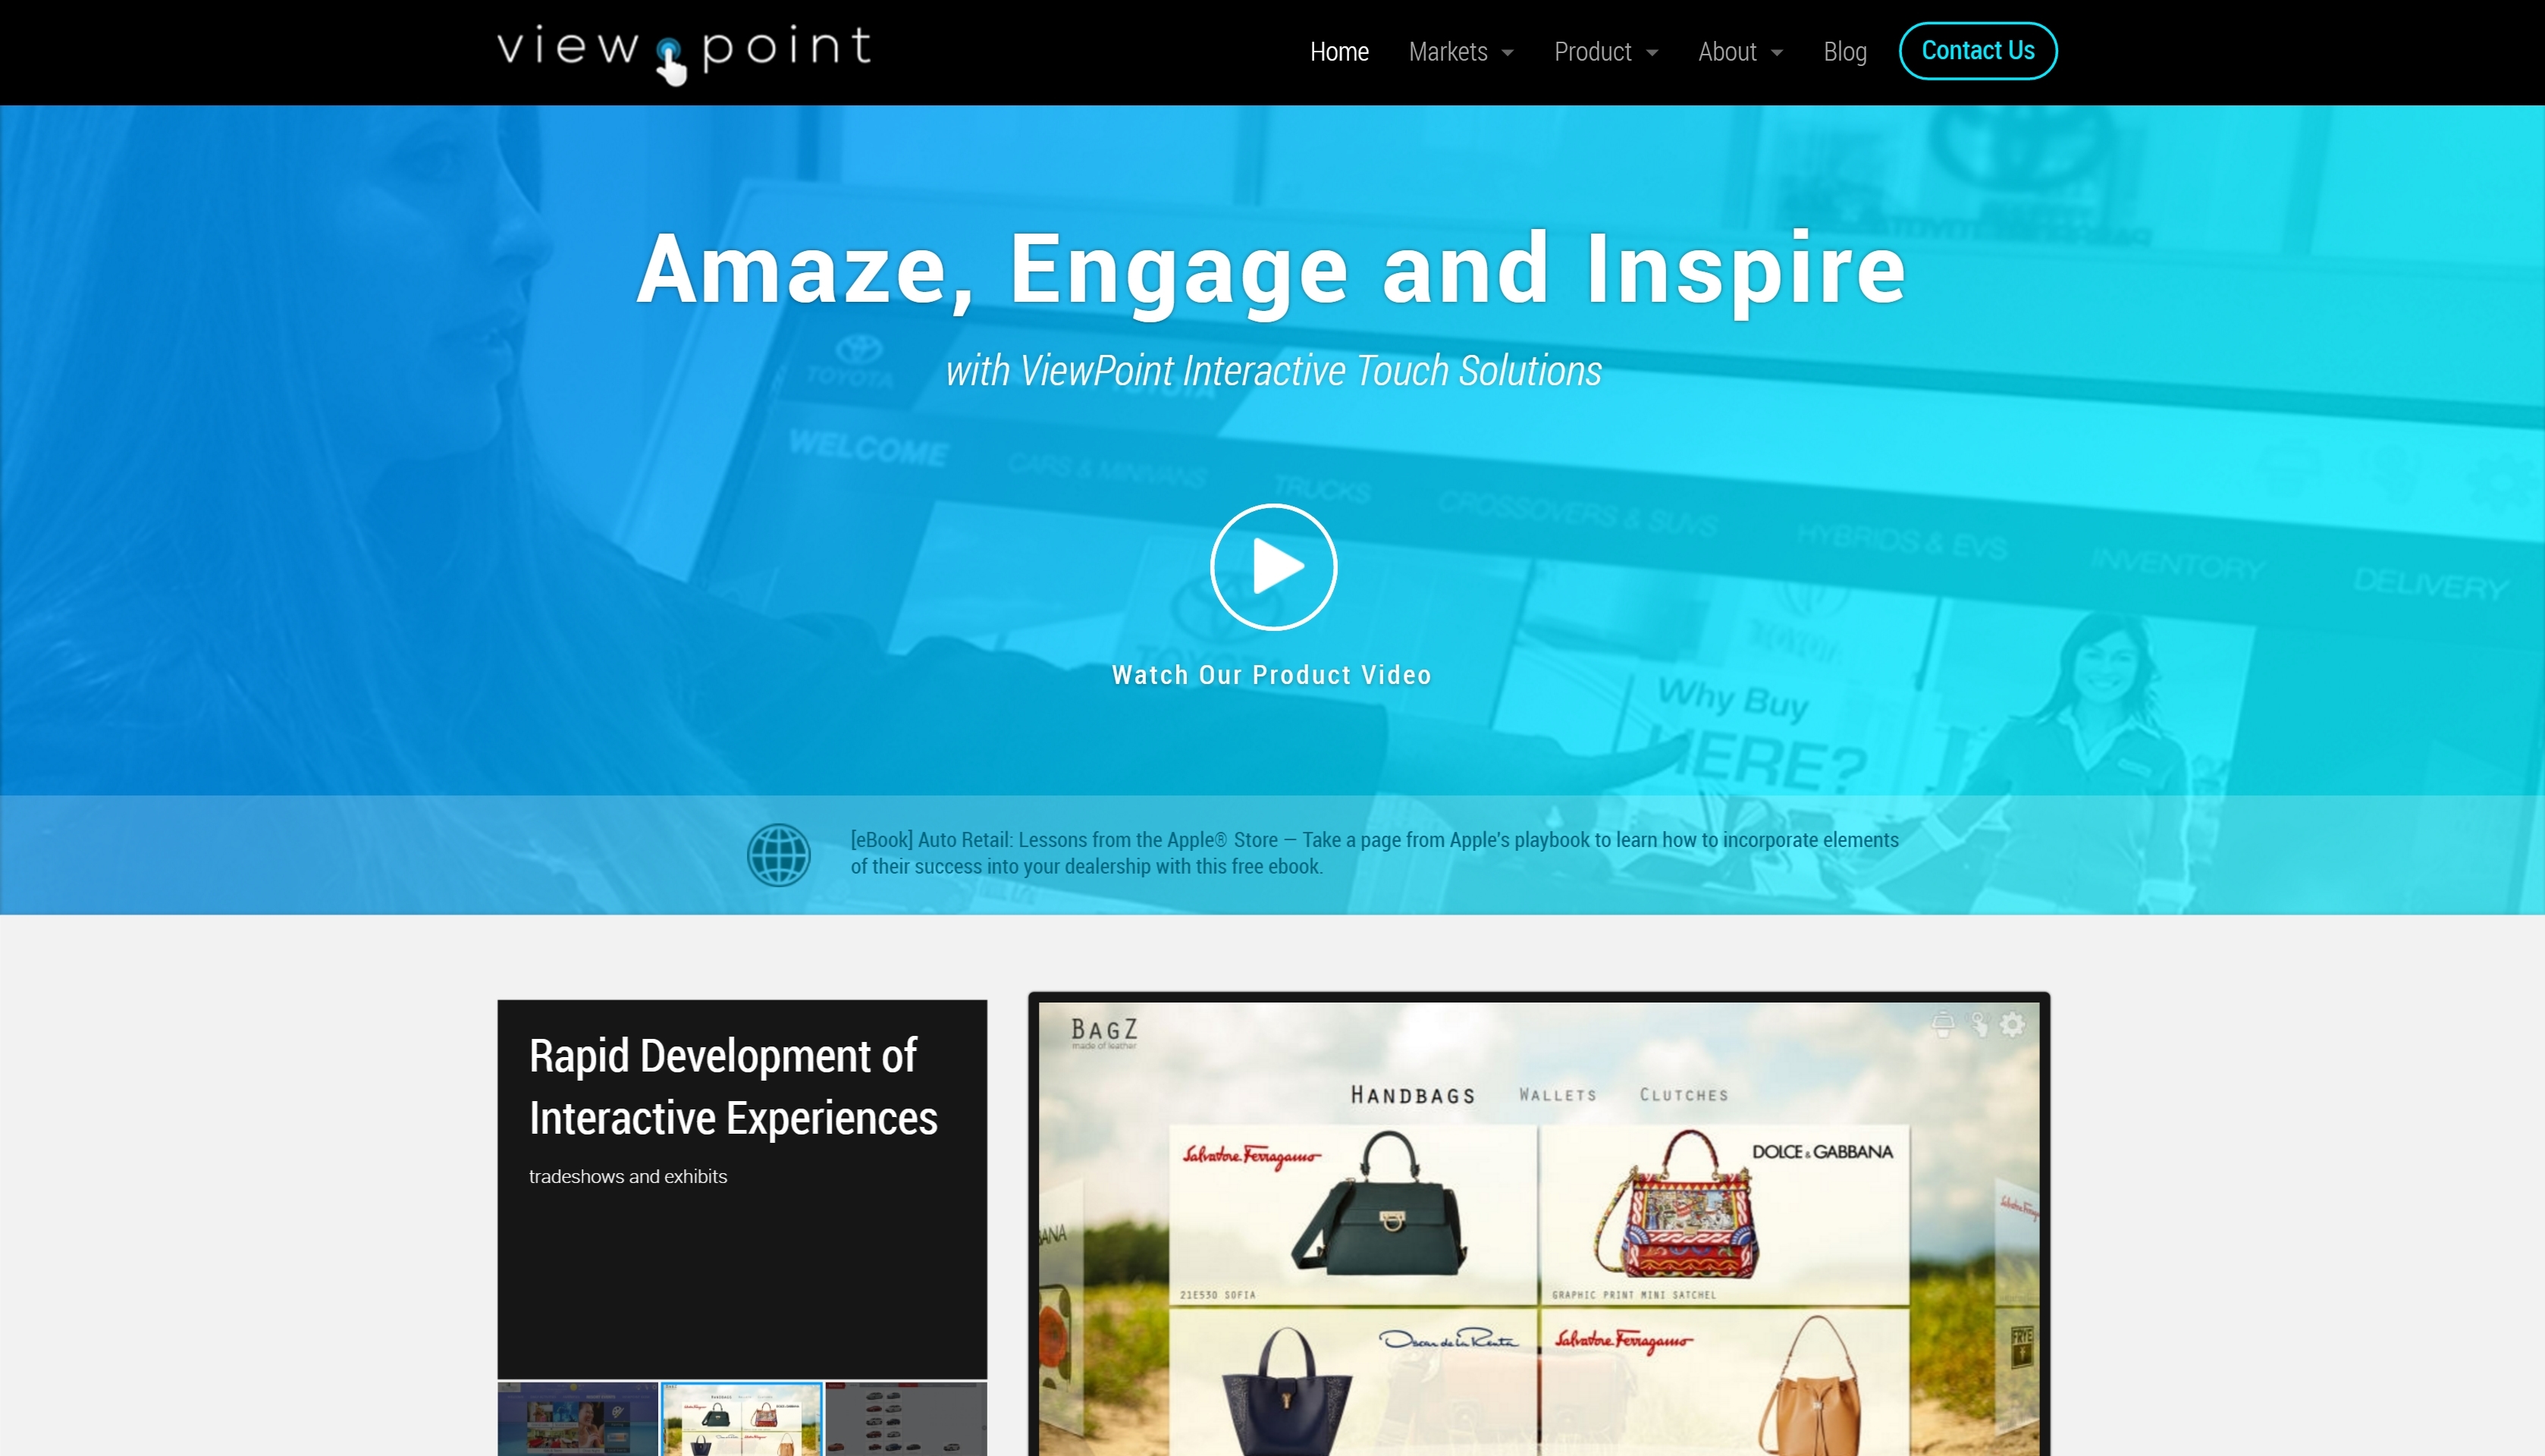 view point
Home Markets Product About Blog Contact Us
Amaze, Engage and Inspire
with ViewPoint Interactive Touch Solutions
TOYOTA
WELCOME CARS & MINIVANS TRUCKS CROSSOVERS & SUVS HYBRIDS & EVS INVENTORY DELIVERY
TOYOTA
Watch Our Product Video
Why Buy
HERE?
[eBook] Auto Retail: Lessons from the Apple® Store – Take a page from Apple's playbook to learn how to incorporate elements
of their success into your dealership with this free ebook.
Rapid Development of
Interactive Experiences
tradeshows and exhibits
BAGZ
made of leather
HANDBAGS WALLETS CLUTCHES
Salvatore Ferragamo
DOLCE & GABBANA
21E530 SOFIA
GRAPHIC PRINT MINI SATCHEL
Oscar de la Renta
Salvatore Ferragamo
FRYE